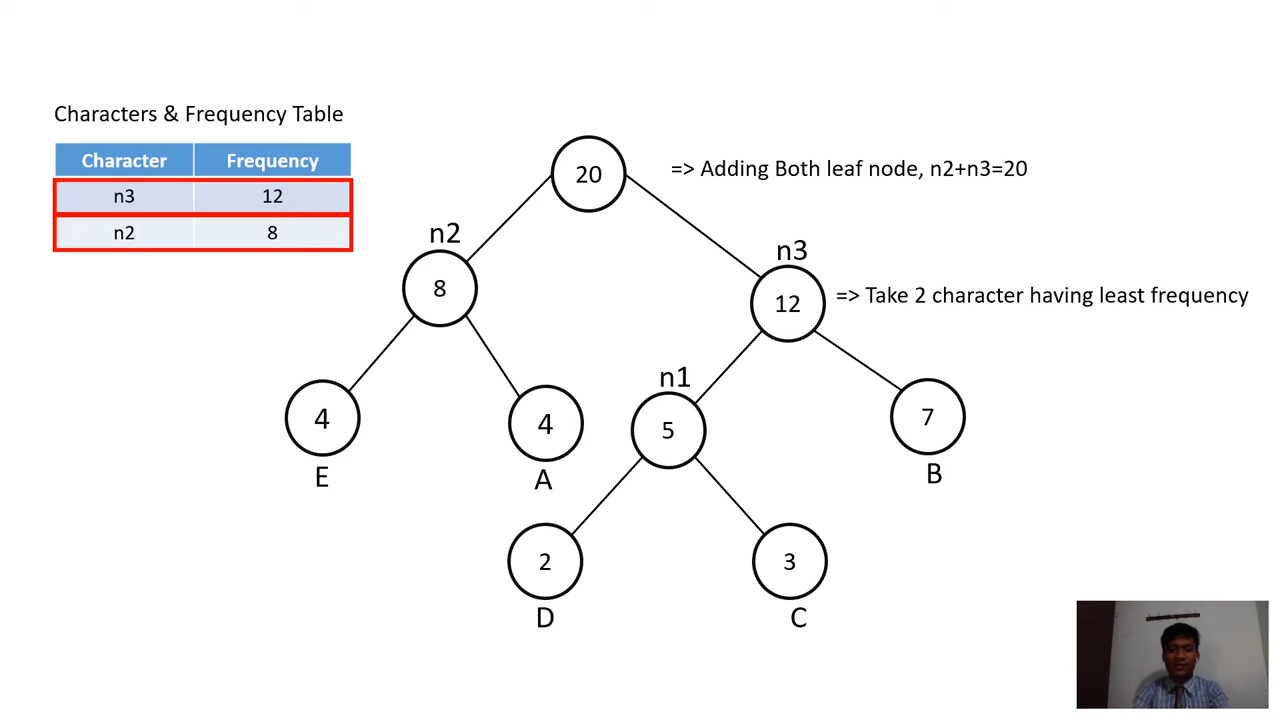 Characters & Frequency Table
Character Frequency
n3 12
n2 8
20
=> Adding Both leaf node, n2+n3=20
n2
8
n3
12
=> Take 2 character having least frequency
4
E
4
A
n1
5
7
B
2
D
3
C